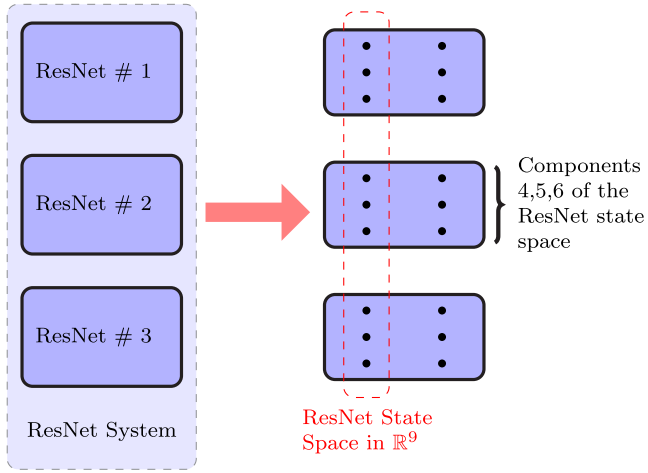 ResNet # 1
ResNet # 2
ResNet # 3
ResNet System
Components
4,5,6 of the
ResNet state
space
ResNet State
Space in ℝ⁹